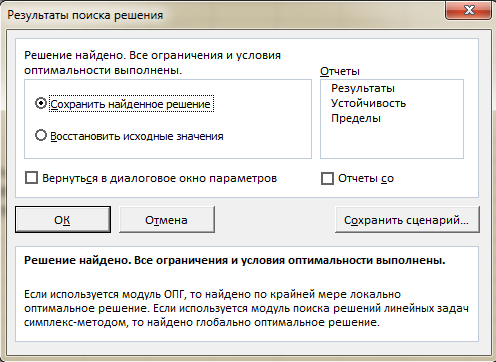 Результаты поиска решения
Решение найдено. Все ограничения и условия
оптимальности выполнены.
Отчеты
Результаты
Устойчивость
Пределы
Сохранить найденное решение
Восстановить исходные значения
Вернуться в диалоговое окно параметров
Отчеты со
ОК
Отмена
Сохранить сценарий...
Решение найдено. Все ограничения и условия оптимальности выполнены.
Если используется модуль ОПГ, то найдено по крайней мере локально
оптимальное решение. Если используется модуль поиска решений линейных задач
симплекс-методом, то найдено глобально оптимальное решение.